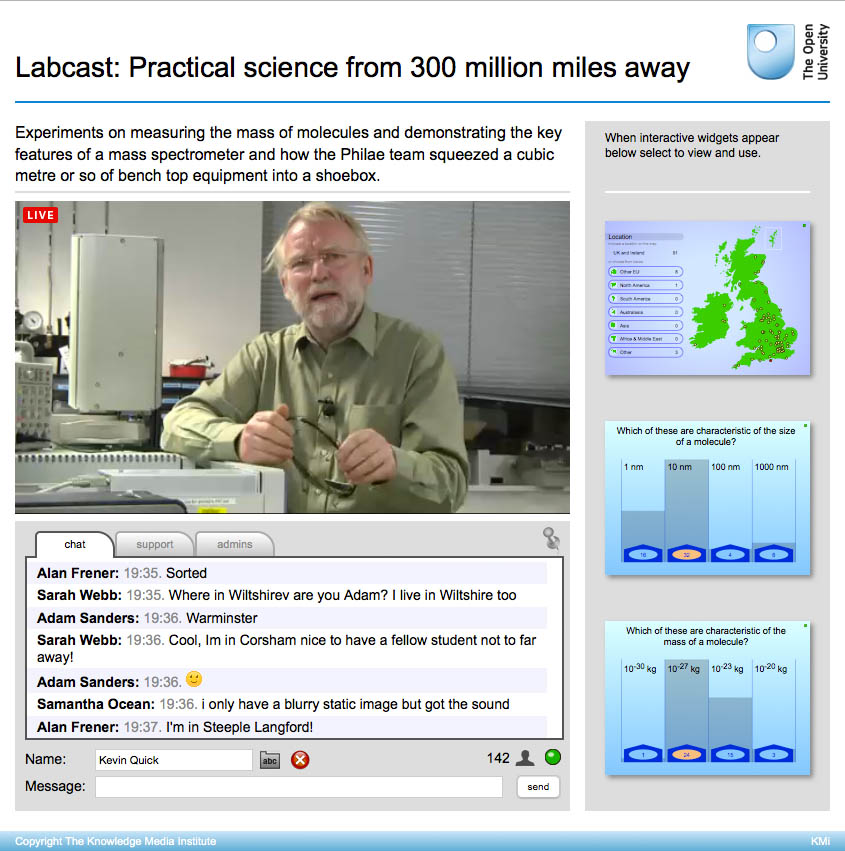 Labcast: Practical science from 300 million miles away
The Open
University
Experiments on measuring the mass of molecules and demonstrating the key
features of a mass spectrometer and how the Philae team squeezed a cubic
metre or so of bench top equipment into a shoebox.
When interactive widgets appear
below select to view and use.
LIVE
Location
UK and Ireland 91
Other EU 8
North America 1
South America 0
Australasia 0
Asia 0
Africa & Middle East 0
Other 3
Which of these are characteristic of the size
of a molecule?
1 nm 10 nm 100 nm 1000 nm
16 32 4 6
Which of these are characteristic of the
mass of a molecule?
10-30 kg 10-27 kg 10-23 kg 10-20 kg
1 24 15 3
chat support admins
Alan Frener: 19:35. Sorted
Sarah Webb: 19:35. Where in Wiltshirev are you Adam? I live in Wiltshire too
Adam Sanders: 19:36. Warminster
Sarah Webb: 19:36. Cool, Im in Corsham nice to have a fellow student not to far
away!
Adam Sanders: 19:36.
Samantha Ocean: 19:36. i only have a blurry static image but got the sound
Alan Frener: 19:37. I'm in Steeple Langford!
Name: Kevin Quick abc 142
Message: send
Copyright The Knowledge Media Institute KMi